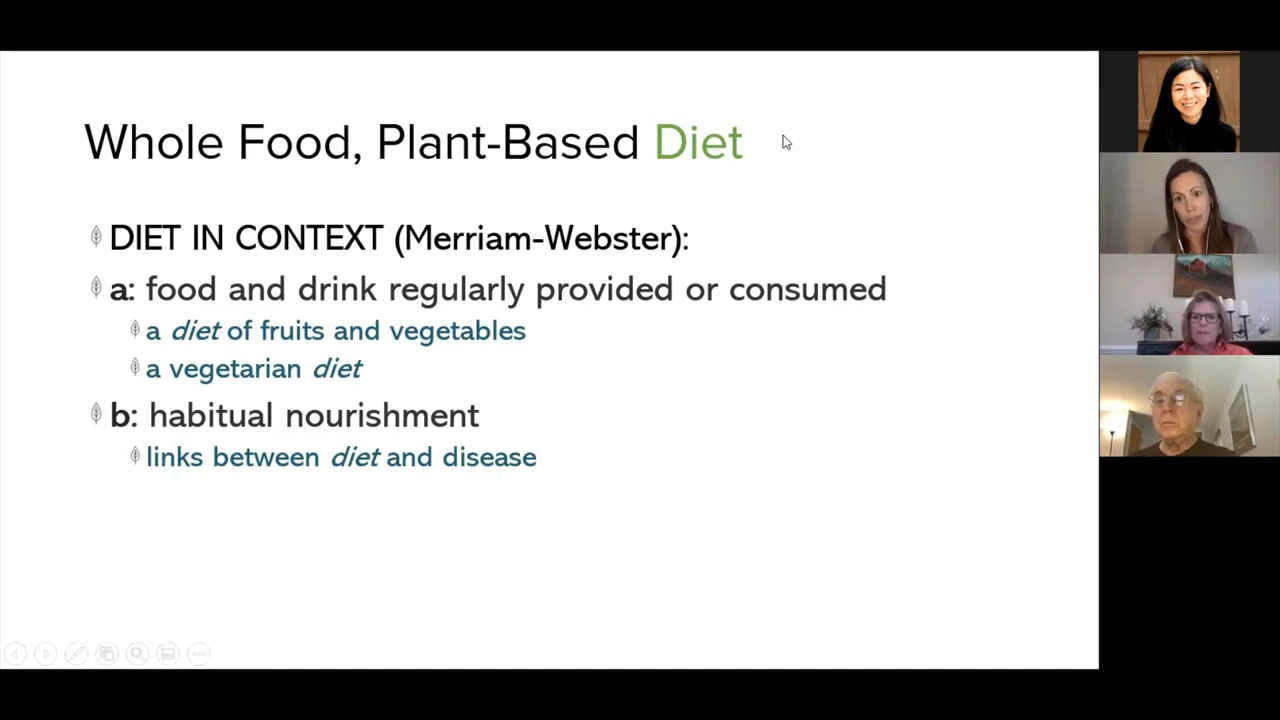 Whole Food, Plant-Based Diet
DIET IN CONTEXT (Merriam-Webster):
a: food and drink regularly provided or consumed
a diet of fruits and vegetables
a vegetarian diet
b: habitual nourishment
links between diet and disease